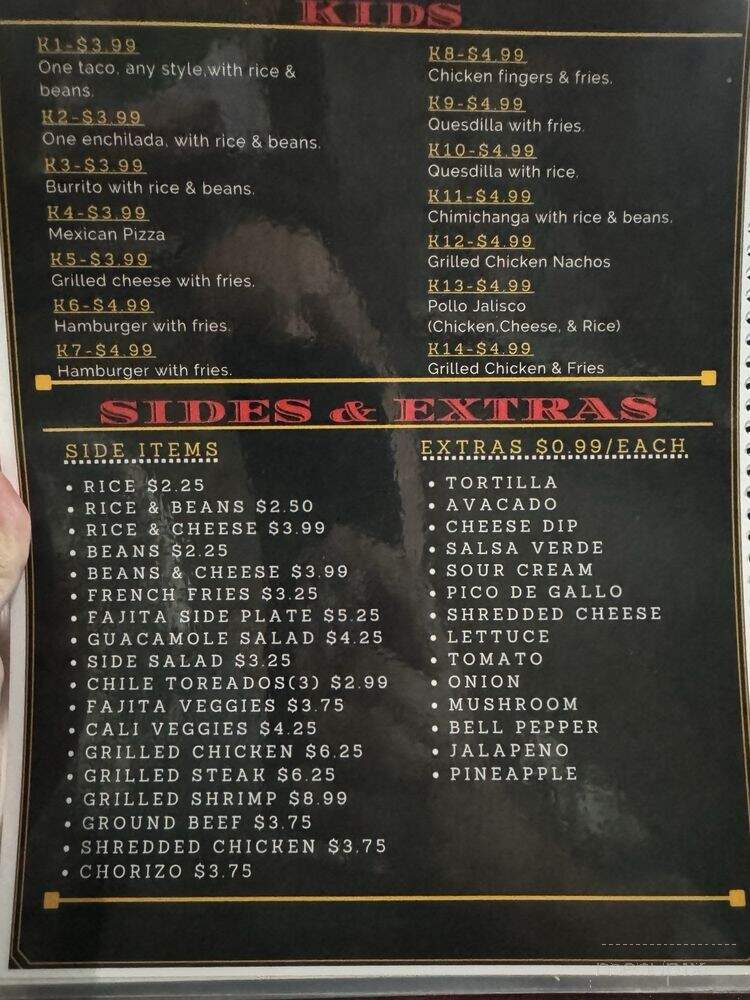 KIDS
K1-$3.99
One taco, any style,with rice &
beans.
K2-$3.99
One enchilada, with rice & beans.
K3-$3.99
Burrito with rice & beans.
K4-$3.99
Mexican Pizza
K5-$3.99
Grilled cheese with fries.
K6-$4.99
Hamburger with fries.
K7-$4.99
Hamburger with fries.
K8-$4.99
Chicken fingers & fries.
K9-$4.99
Quesdilla with fries.
K10-$4.99
Quesdilla with rice.
K11-$4.99
Chimichanga with rice & beans.
K12-$4.99
Grilled Chicken Nachos
K13-$4.99
Pollo Jalisco
(Chicken,Cheese, & Rice)
K14-$4.99
Grilled Chicken & Fries
SIDES & EXTRAS
SIDE ITEMS
• RICE $2.25
• RICE & BEANS $2.50
• RICE & CHEESE $3.99
• BEANS $2.25
• BEANS & CHEESE $3.99
• FRENCH FRIES $3.25
• FAJITA SIDE PLATE $5.25
• GUACAMOLE SALAD $4.25
• SIDE SALAD $3.25
• CHILE TOREADOS(3) $2.99
• FAJITA VEGGIES $3.75
• CALI VEGGIES $4.25
• GRILLED CHICKEN $6.25
• GRILLED STEAK $6.25
• GRILLED SHRIMP $8.99
• GROUND BEEF $3.75
• SHREDDED CHICKEN $3.75
• CHORIZO $3.75
EXTRAS $0.99/EACH
• TORTILLA
• AVACADO
• CHEESE DIP
• SALSA VERDE
• SOUR CREAM
• PICO DE GALLO
• SHREDDED CHEESE
• LETTUCE
• TOMATO
• ONION
• MUSHROOM
• BELL PEPPER
• JALAPENO
• PINEAPPLE